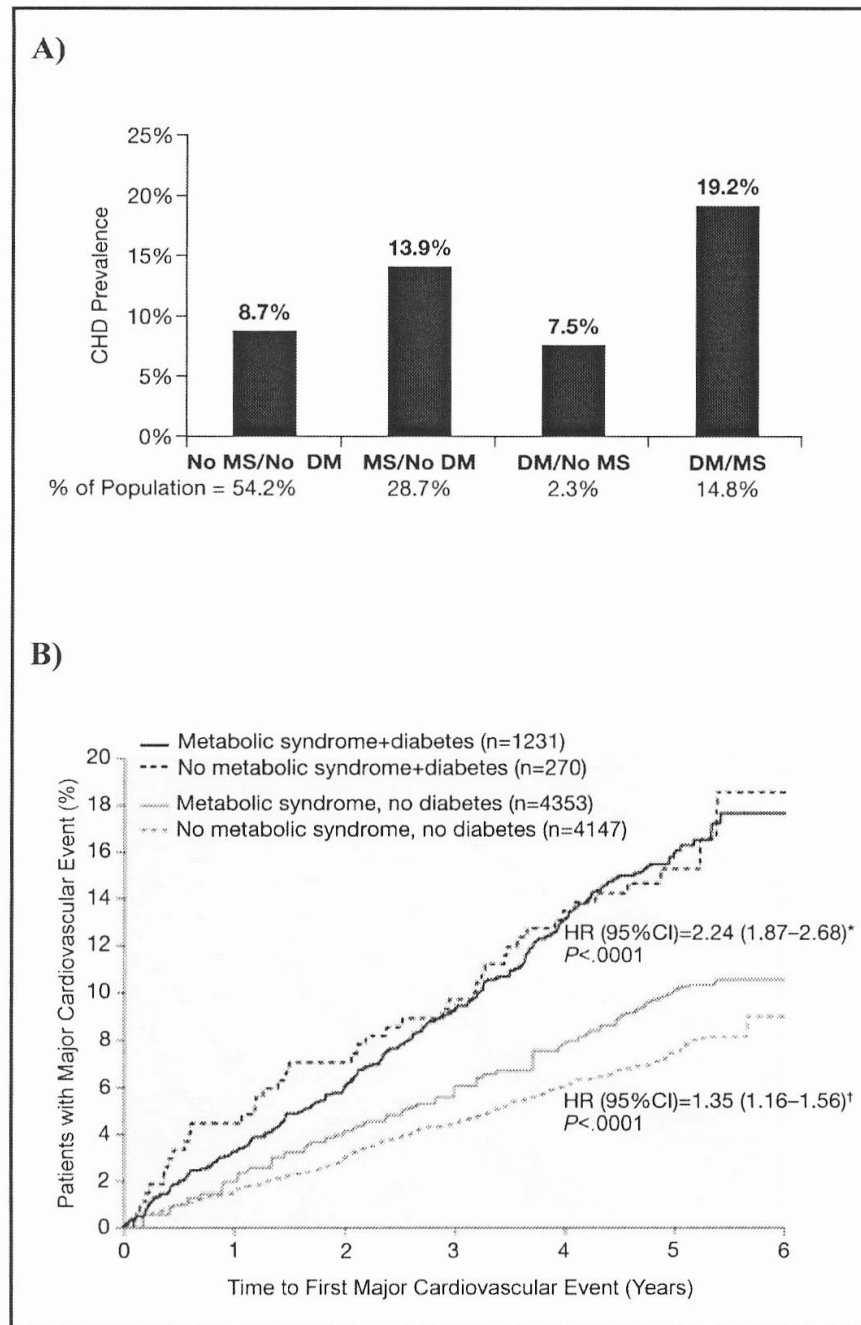 A)
25%
20%
15%
10%
5%
0%
CHD Prevalence
8.7%
13.9%
7.5%
19.2%
No MS/No DM MS/No DM DM/No MS DM/MS
% of Population = 54.2% 28.7% 2.3% 14.8%
B)
Metabolic syndrome+diabetes (n=1231)
No metabolic syndrome+diabetes (n=270)
Metabolic syndrome, no diabetes (n=4353)
No metabolic syndrome, no diabetes (n=4147)
20
18
16
14
12
10
8
6
4
2
0
Patients with Major Cardiovascular Event (%)
HR (95%CI)=2.24 (1.87–2.68)*
P<.0001
HR (95%CI)=1.35 (1.16–1.56)†
P<.0001
0 1 2 3 4 5 6
Time to First Major Cardiovascular Event (Years)